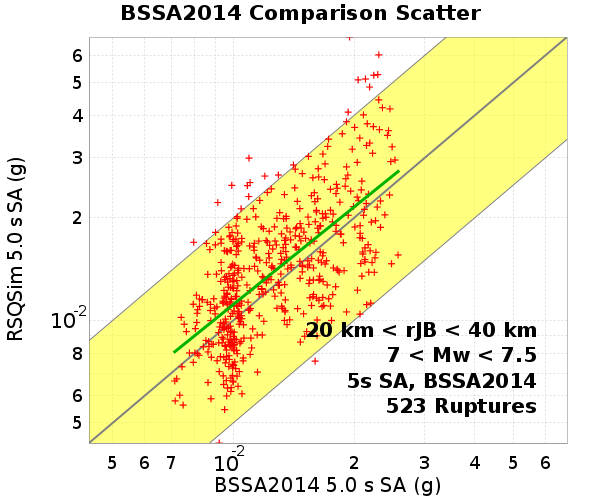 BSSA2014 Comparison Scatter
RSQSim 5.0 s SA (g)
6
5
4
3
2
10-2
8
6
5
20 km < rJB < 40 km
7 < Mw < 7.5
5s SA, BSSA2014
523 Ruptures
5 6 7 10-2 2 3 4 5 6
BSSA2014 5.0 s SA (g)